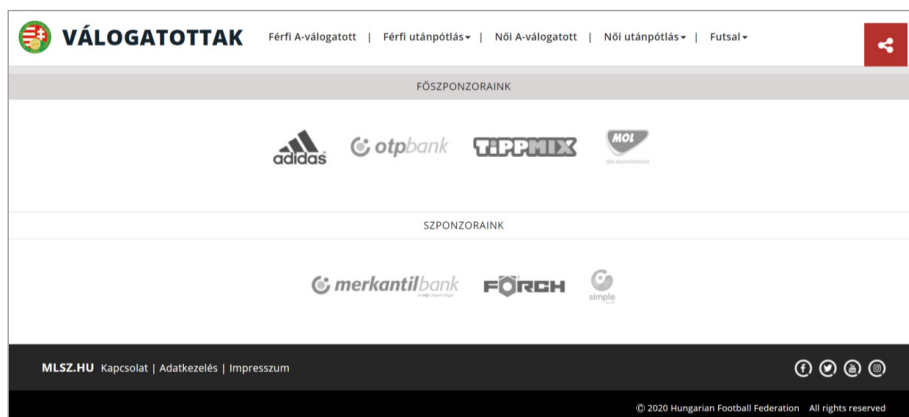 VÁLOGATOTTAK Férfi A-válogatott | Férfi utánpótlás | Női A-válogatott | Női utánpótlás | Futsal
FŐSZPONZORAINK
adidas otpbank TIPPMIX MOL
SZPONZORAINK
merkantilbank FÖRCH simple
MLSZ.HU Kapcsolat | Adatkezelés | Impresszum
© 2020 Hungarian Football Federation All rights reserved